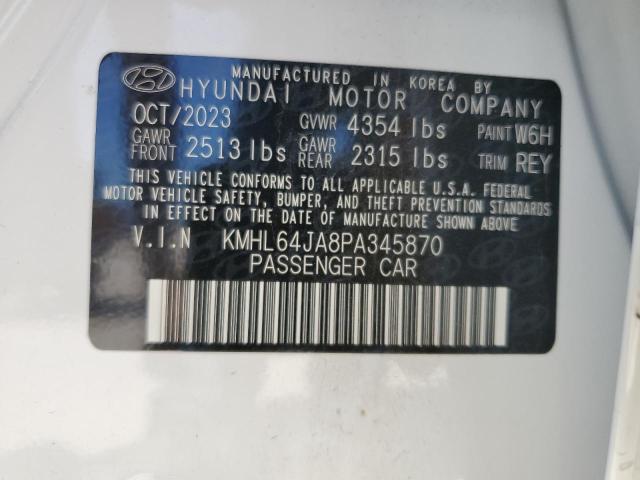 MANUFACTURED IN KOREA BY
HYUNDAI MOTOR COMPANY
OCT/2023 GVWR 4354 lbs PAINT W6H
GAWR FRONT 2513 lbs GAWR REAR 2315 lbs TRIM REY
THIS VEHICLE CONFORMS TO ALL APPLICABLE U.S.A. FEDERAL
MOTOR VEHICLE SAFETY, BUMPER, AND THEFT PREVENTION STANDARDS
IN EFFECT ON THE DATE OF MANUFACTURE SHOWN ABOVE
V.I.N KMHL64JA8PA345870
PASSENGER CAR